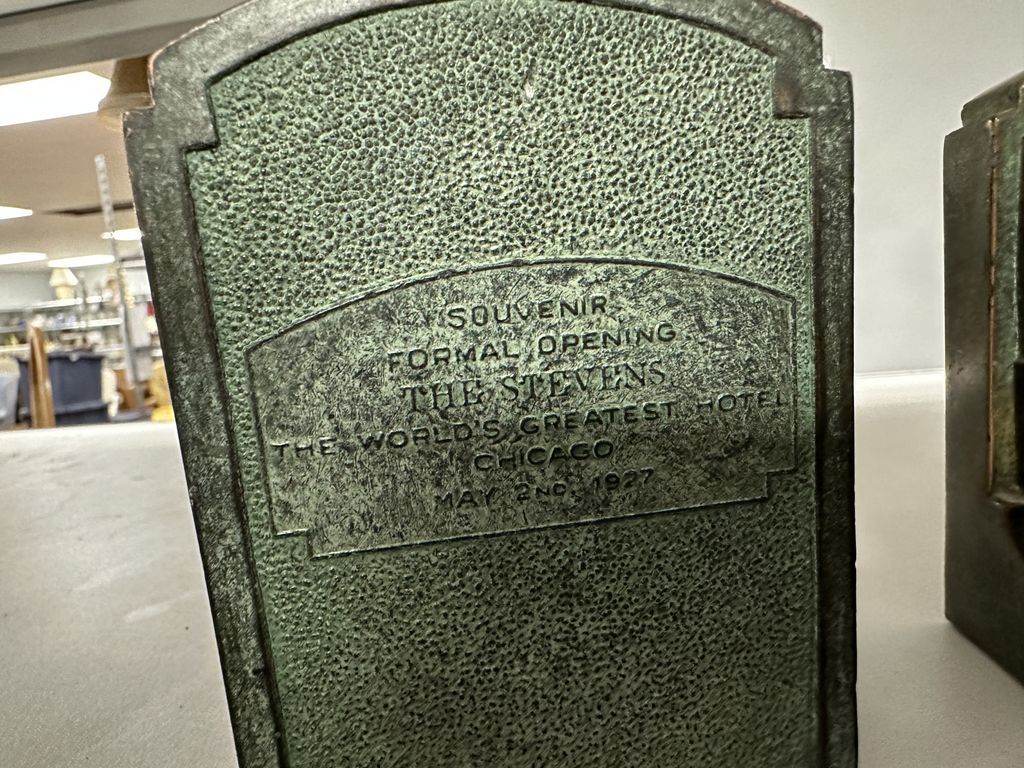 SOUVENIR
FORMAL OPENING
THE STEVENS
THE WORLD'S GREATEST HOTEL
CHICAGO
MAY 2ND. 1927